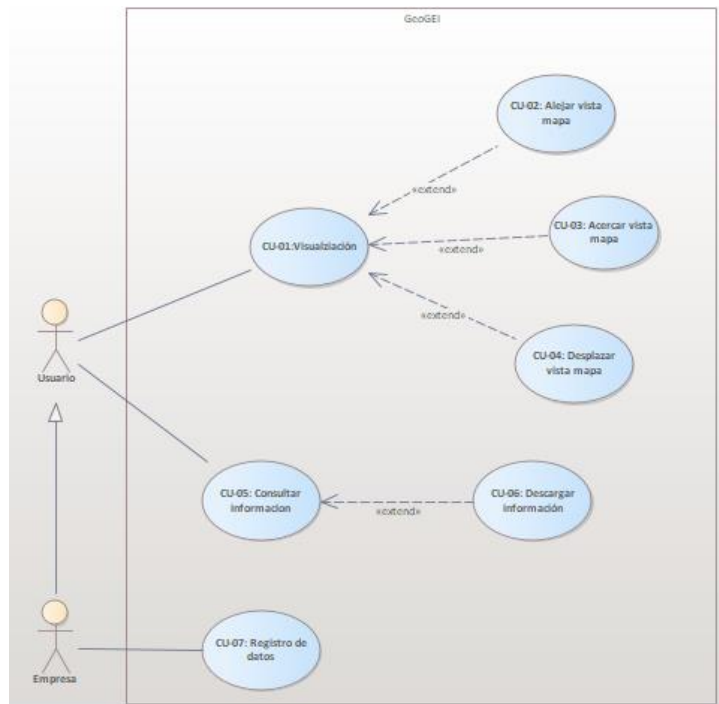 GeoGEI
CU-02: Alejar vista
mapa
«extend»
CU-03: Acercar vista
mapa
CU-01:Visualziación
«extend»
«extend»
CU-04: Desplazar
vista mapa
Usuario
CU-05: Consultar
informacion
CU-06: Descargar
información
«extend»
CU-07: Registro de
datos
Empresa